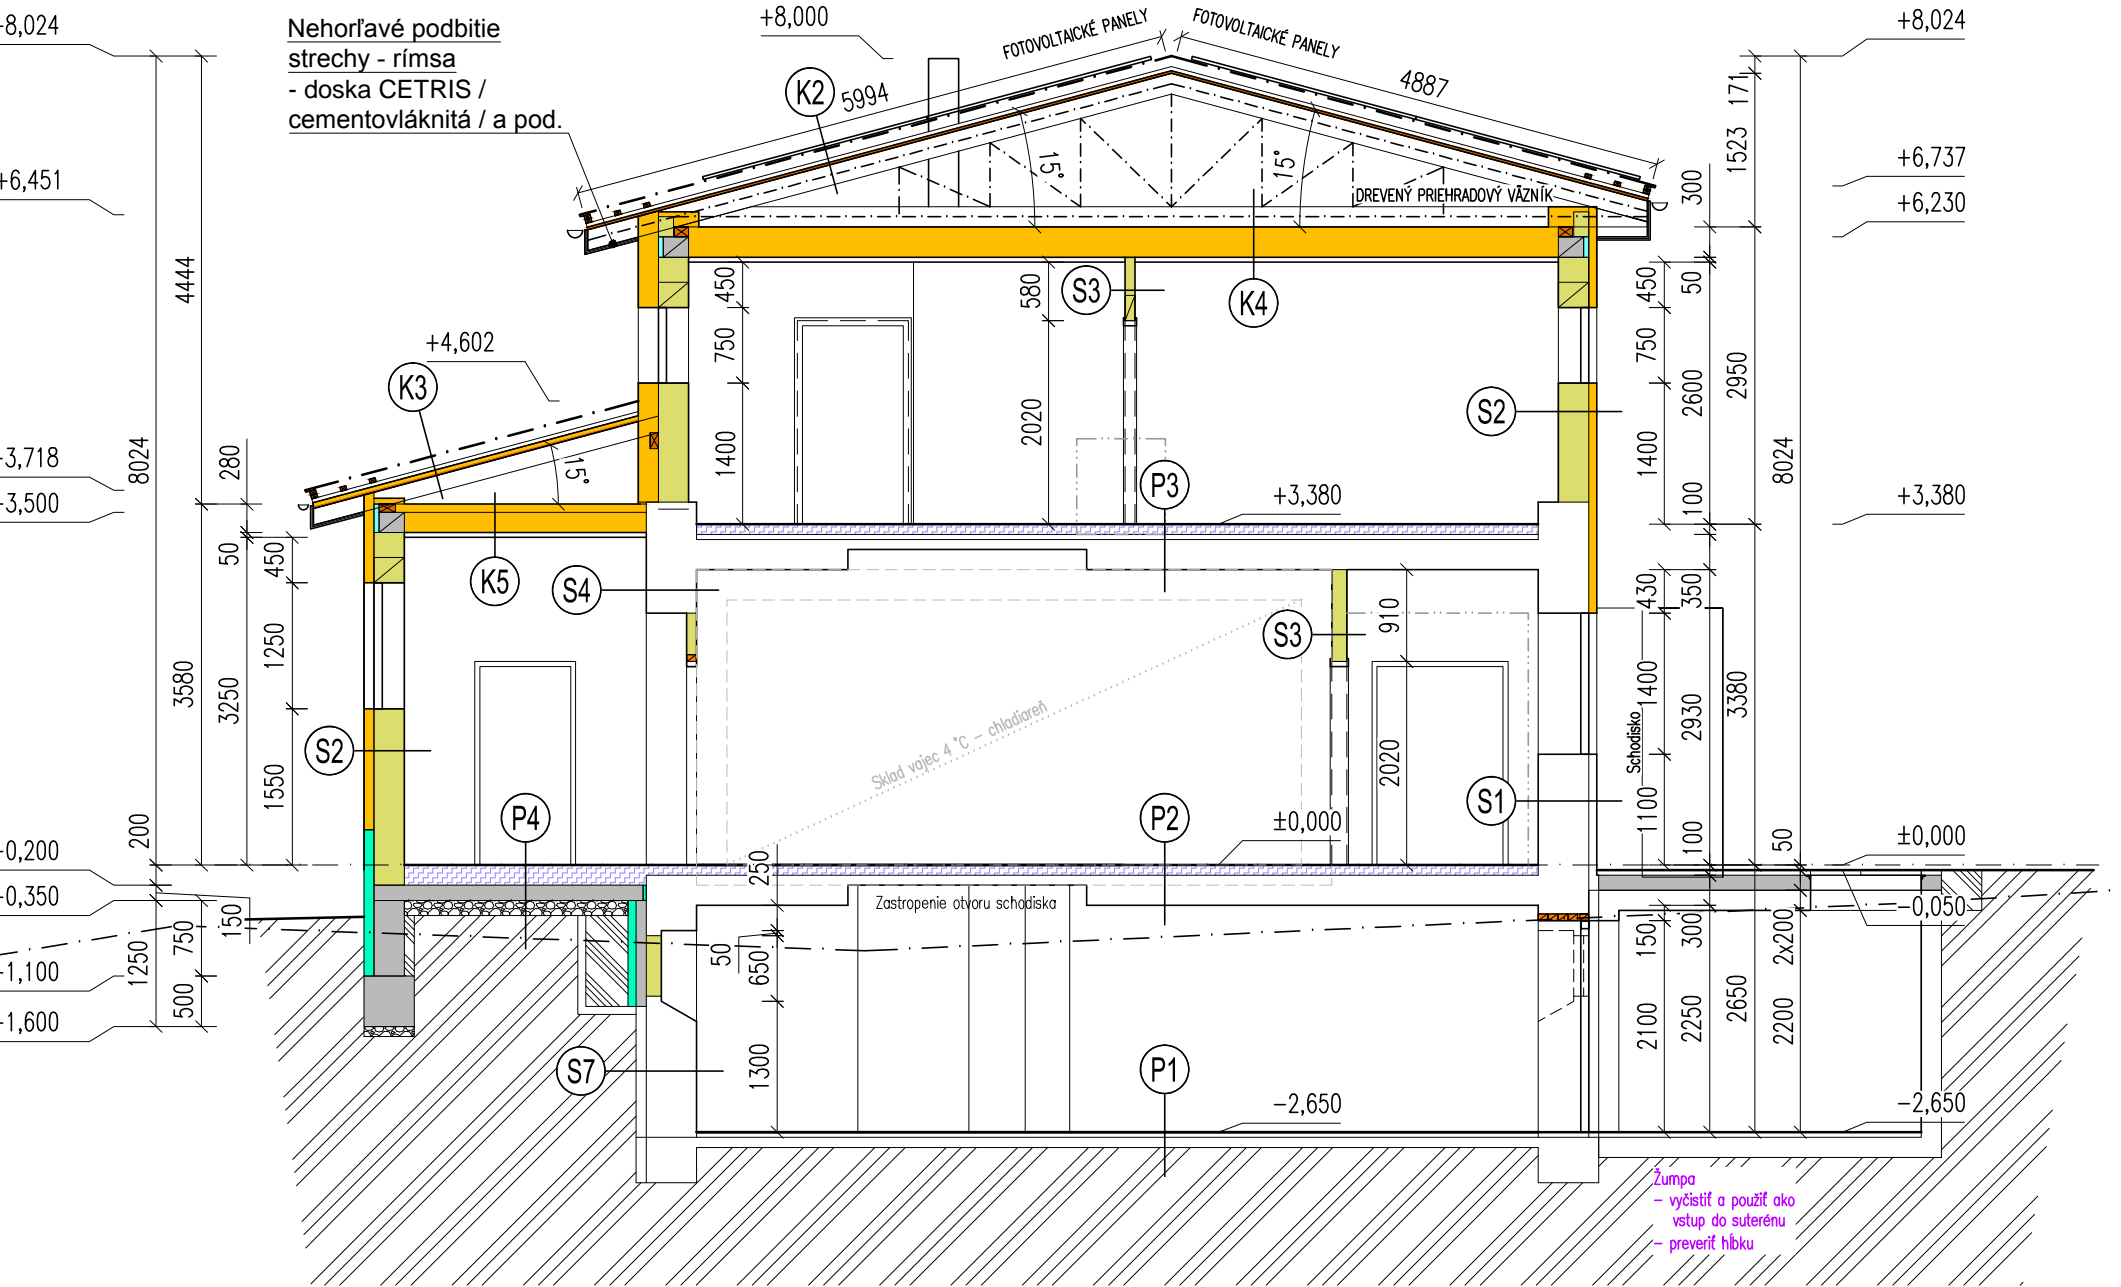 +8,024
Nehorľavé podbitie
strechy - rímsa
- doska CETRIS /
cementovláknitá / a pod.
+8,000
FOTOVOLTAICKÉ PANELY
FOTOVOLTAICKÉ PANELY
+8,024
K2
5994
4887
171
1523
15°
15°
+6,451
+6,737
DREVENÝ PRIEHRADOVÝ VÄZNÍK
300
+6,230
4444
450
580
S3
K4
450
50
+4,602
750
750
K3
2950
2600
S2
2020
1400
1400
8024
8024
280
15°
+3,718
P3
+3,500
+3,380
+3,380
100
50
450
K5
S4
430
350
910
S3
1250
3580
3250
1400
2930
3380
Sklad vajec 4 °C – chladiareň
Schodisko
S2
2020
1550
S1
1100
P4
P2
±0,000
±0,000
200
100
50
-0,200
250
-0,350
Zastropenie otvoru schodiska
-0,050
150
750
1250
50
650
150
300
2x200
-1,100
500
-1,600
2100
2250
2650
2200
S7
1300
P1
-2,650
-2,650
Žumpa
- vyčistiť a použiť ako
vstup do suterénu
- preveriť hĺbku